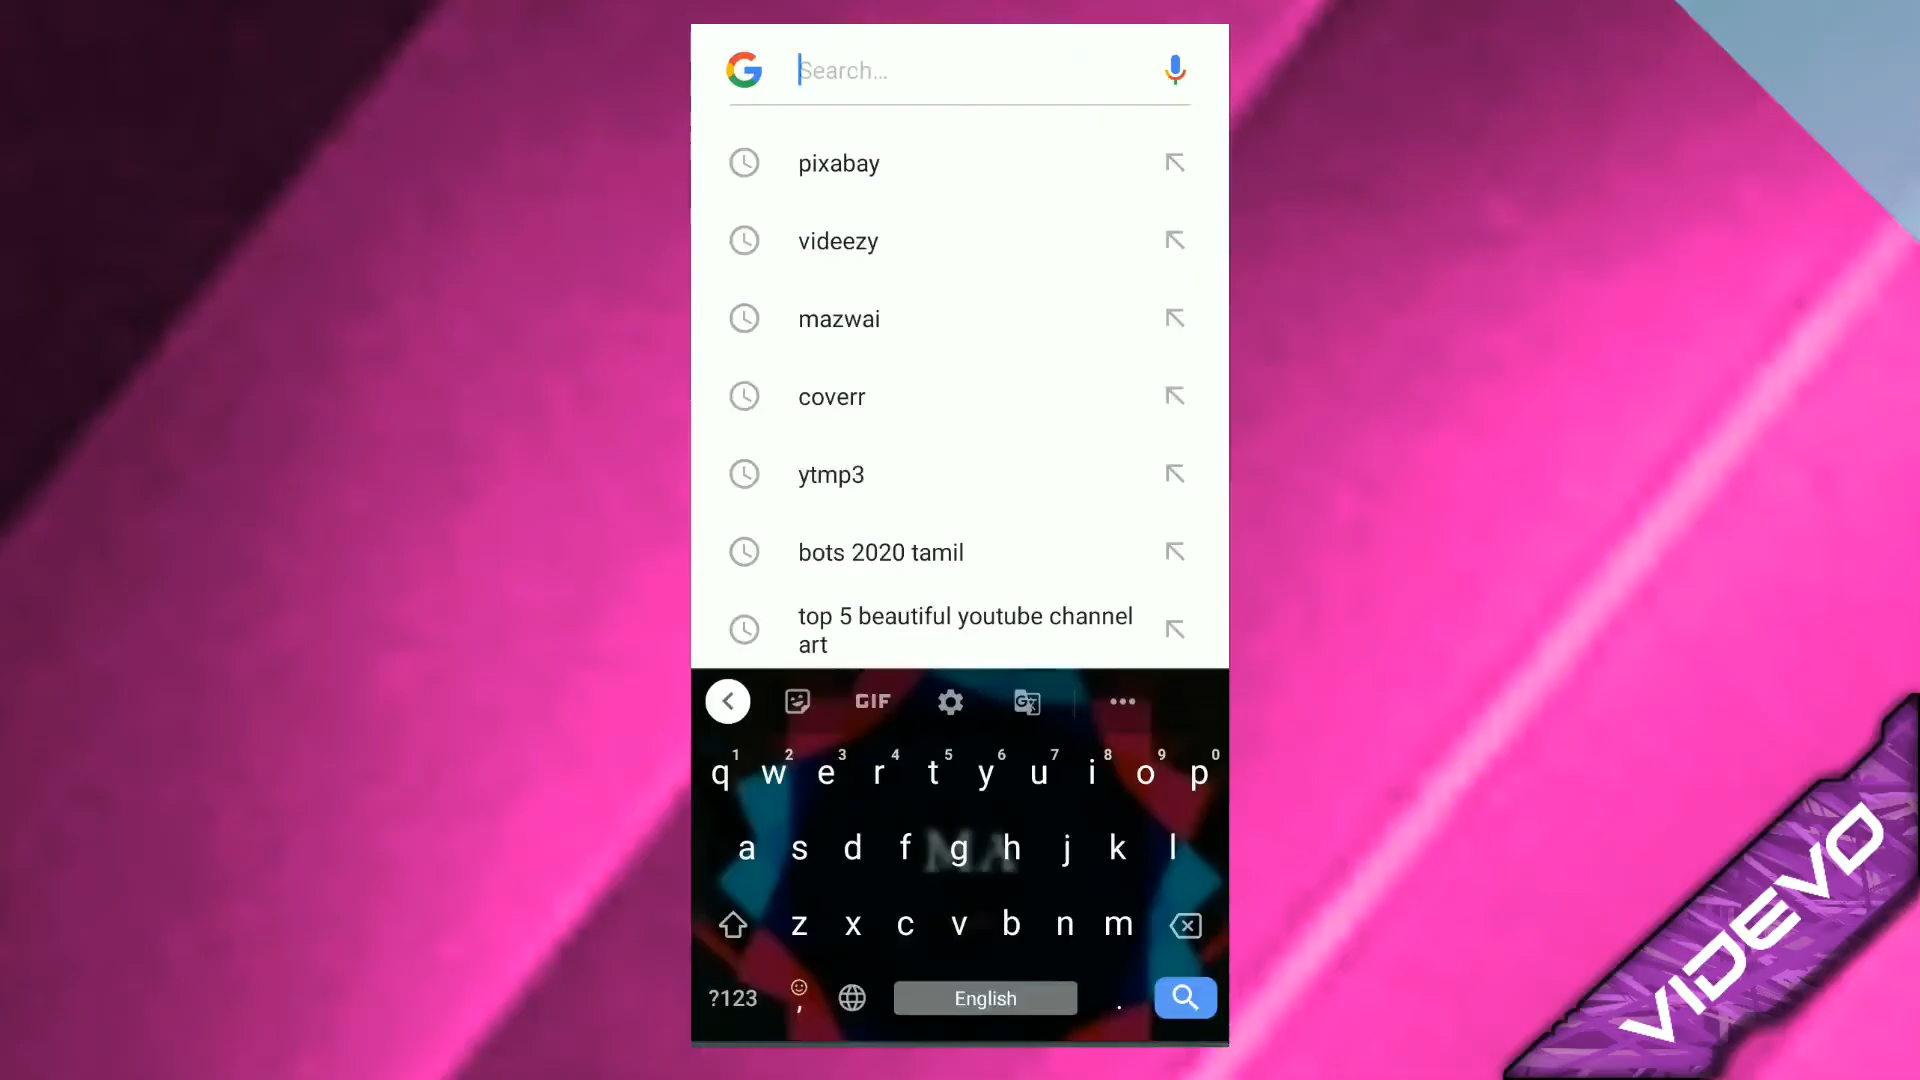 Search...
pixabay
videezy
mazwai
coverr
ytmp3
bots 2020 tamil
top 5 beautiful youtube channel
art
GIF
1 2 3 4 5 6 7 8 9 0
q w e r t y u i o p
MA
a s d f g h j k l
z x c v b n m
?123 , English .
VIDEVO